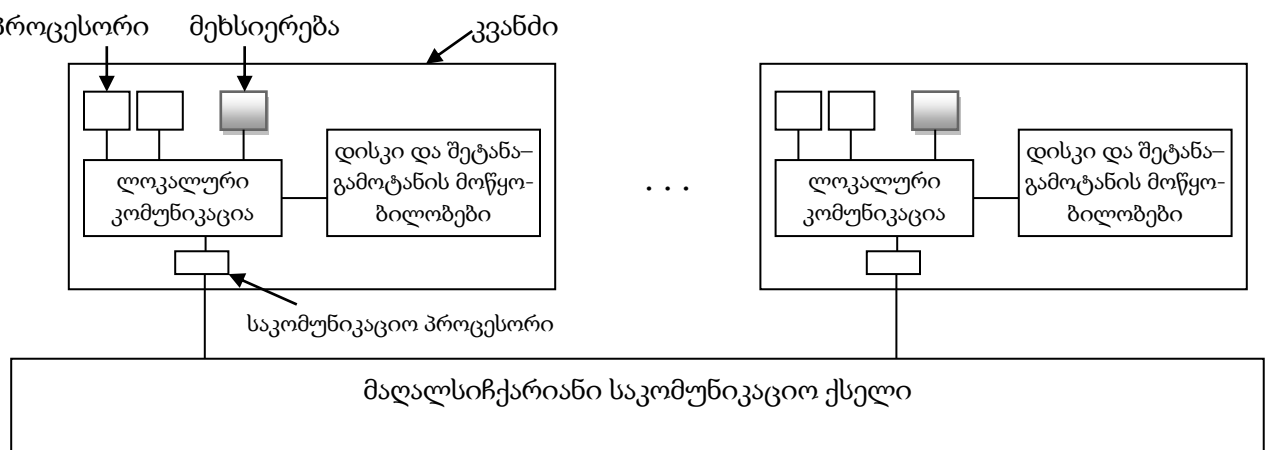 პროცესორი მეხსიერება კვანძი
დისკი და შეტანა–
გამოტანის მოწყო-
ბილობები
ლოკალური
კომუნიკაცია
. . .
ლოკალური
კომუნიკაცია
დისკი და შეტანა–
გამოტანის მოწყო-
ბილობები
საკომუნიკაციო პროცესორი
მაღალსიჩქარიანი საკომუნიკაციო ქსელი